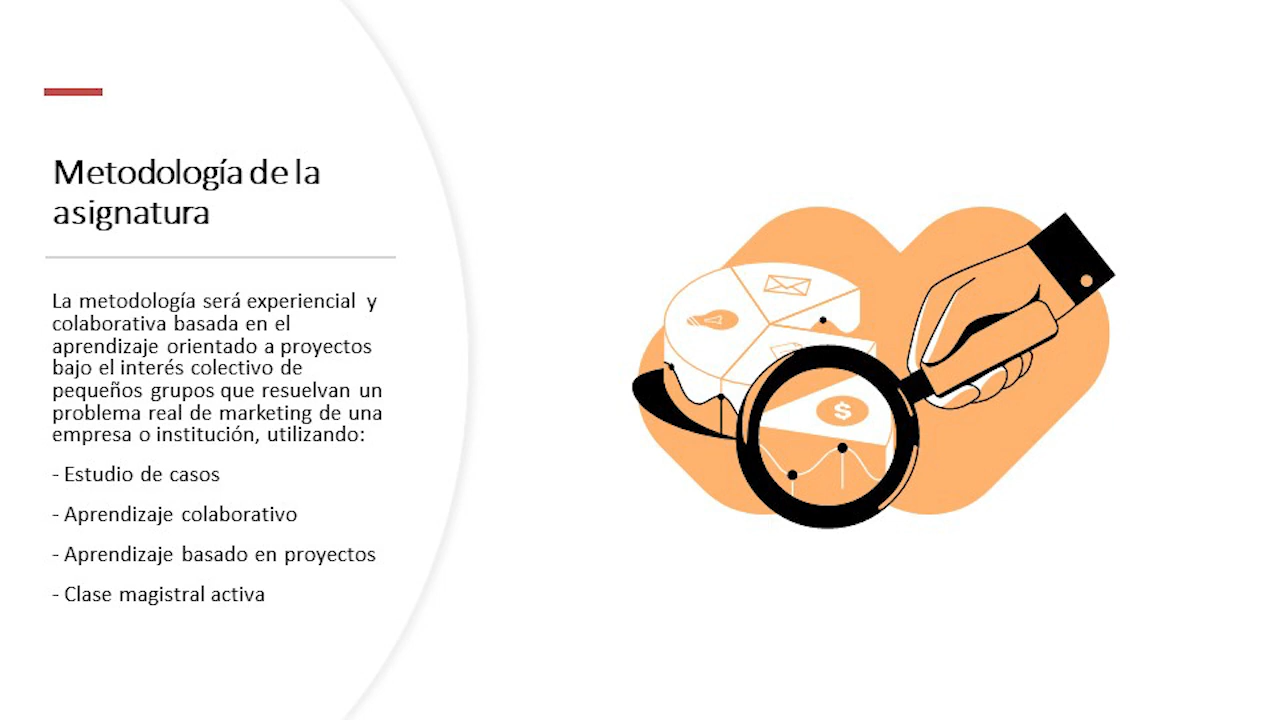 Metodología de la
asignatura
La metodología será experiencial y
colaborativa basada en el
aprendizaje orientado a proyectos
bajo el interés colectivo de
pequeños grupos que resuelvan un
problema real de marketing de una
empresa o institución, utilizando:
- Estudio de casos
- Aprendizaje colaborativo
- Aprendizaje basado en proyectos
- Clase magistral activa
$